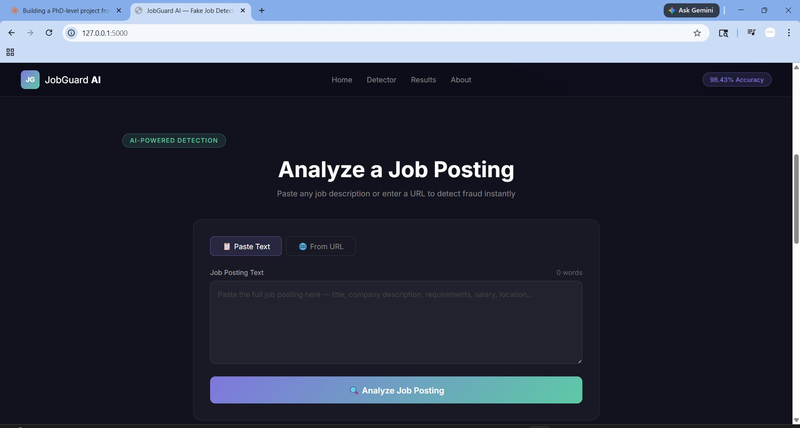 Building a PhD-level project fro
JobGuard AI — Fake Job Detec
Ask Gemini
127.0.0.1:5000
JG JobGuard AI
Home Detector Results About
98.43% Accuracy
AI-POWERED DETECTION
Analyze a Job Posting
Paste any job description or enter a URL to detect fraud instantly
Paste Text From URL
Job Posting Text 0 words
Paste the full job posting here — title, company description, requirements, salary, location...
Analyze Job Posting